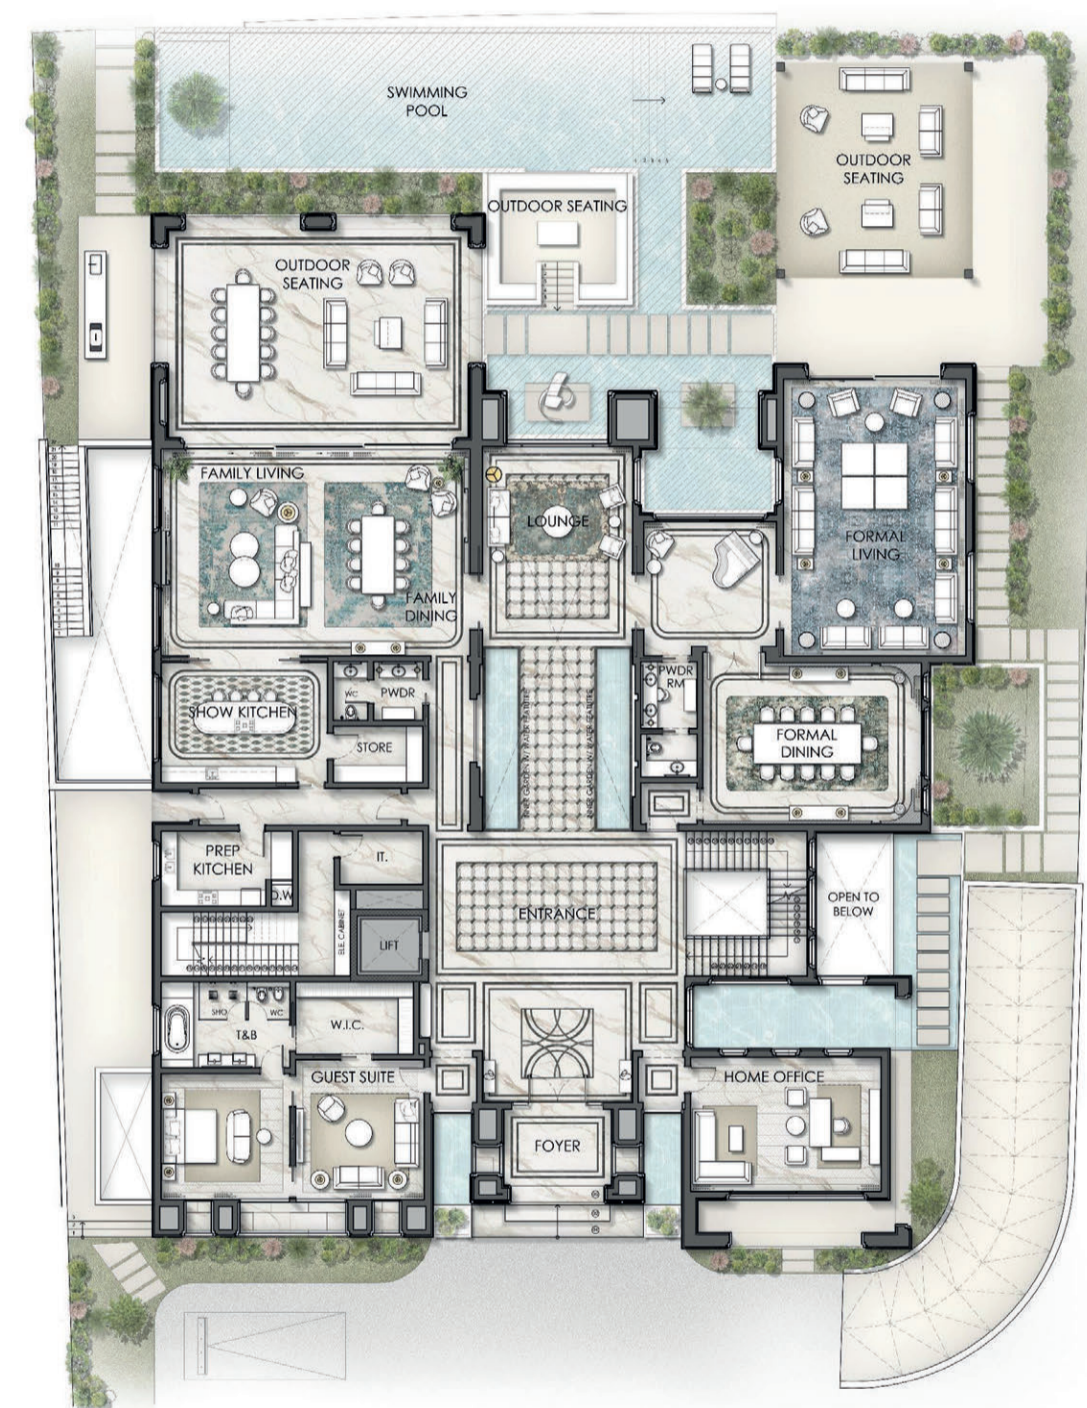 SWIMMING
POOL
OUTDOOR
SEATING
OUTDOOR SEATING
OUTDOOR
SEATING
FAMILY LIVING
LOUNGE
FORMAL
LIVING
FAMILY
DINING
WC
PWDR
PWDR
RM
SHOW KITCHEN
STORE
FORMAL
DINING
PREP
KITCHEN
IT.
D.W
OPEN TO
BELOW
ENTRANCE
ELE. CABINET
LIFT
SHO
WC
T&B
W.I.C.
GUEST SUITE
HOME OFFICE
FOYER